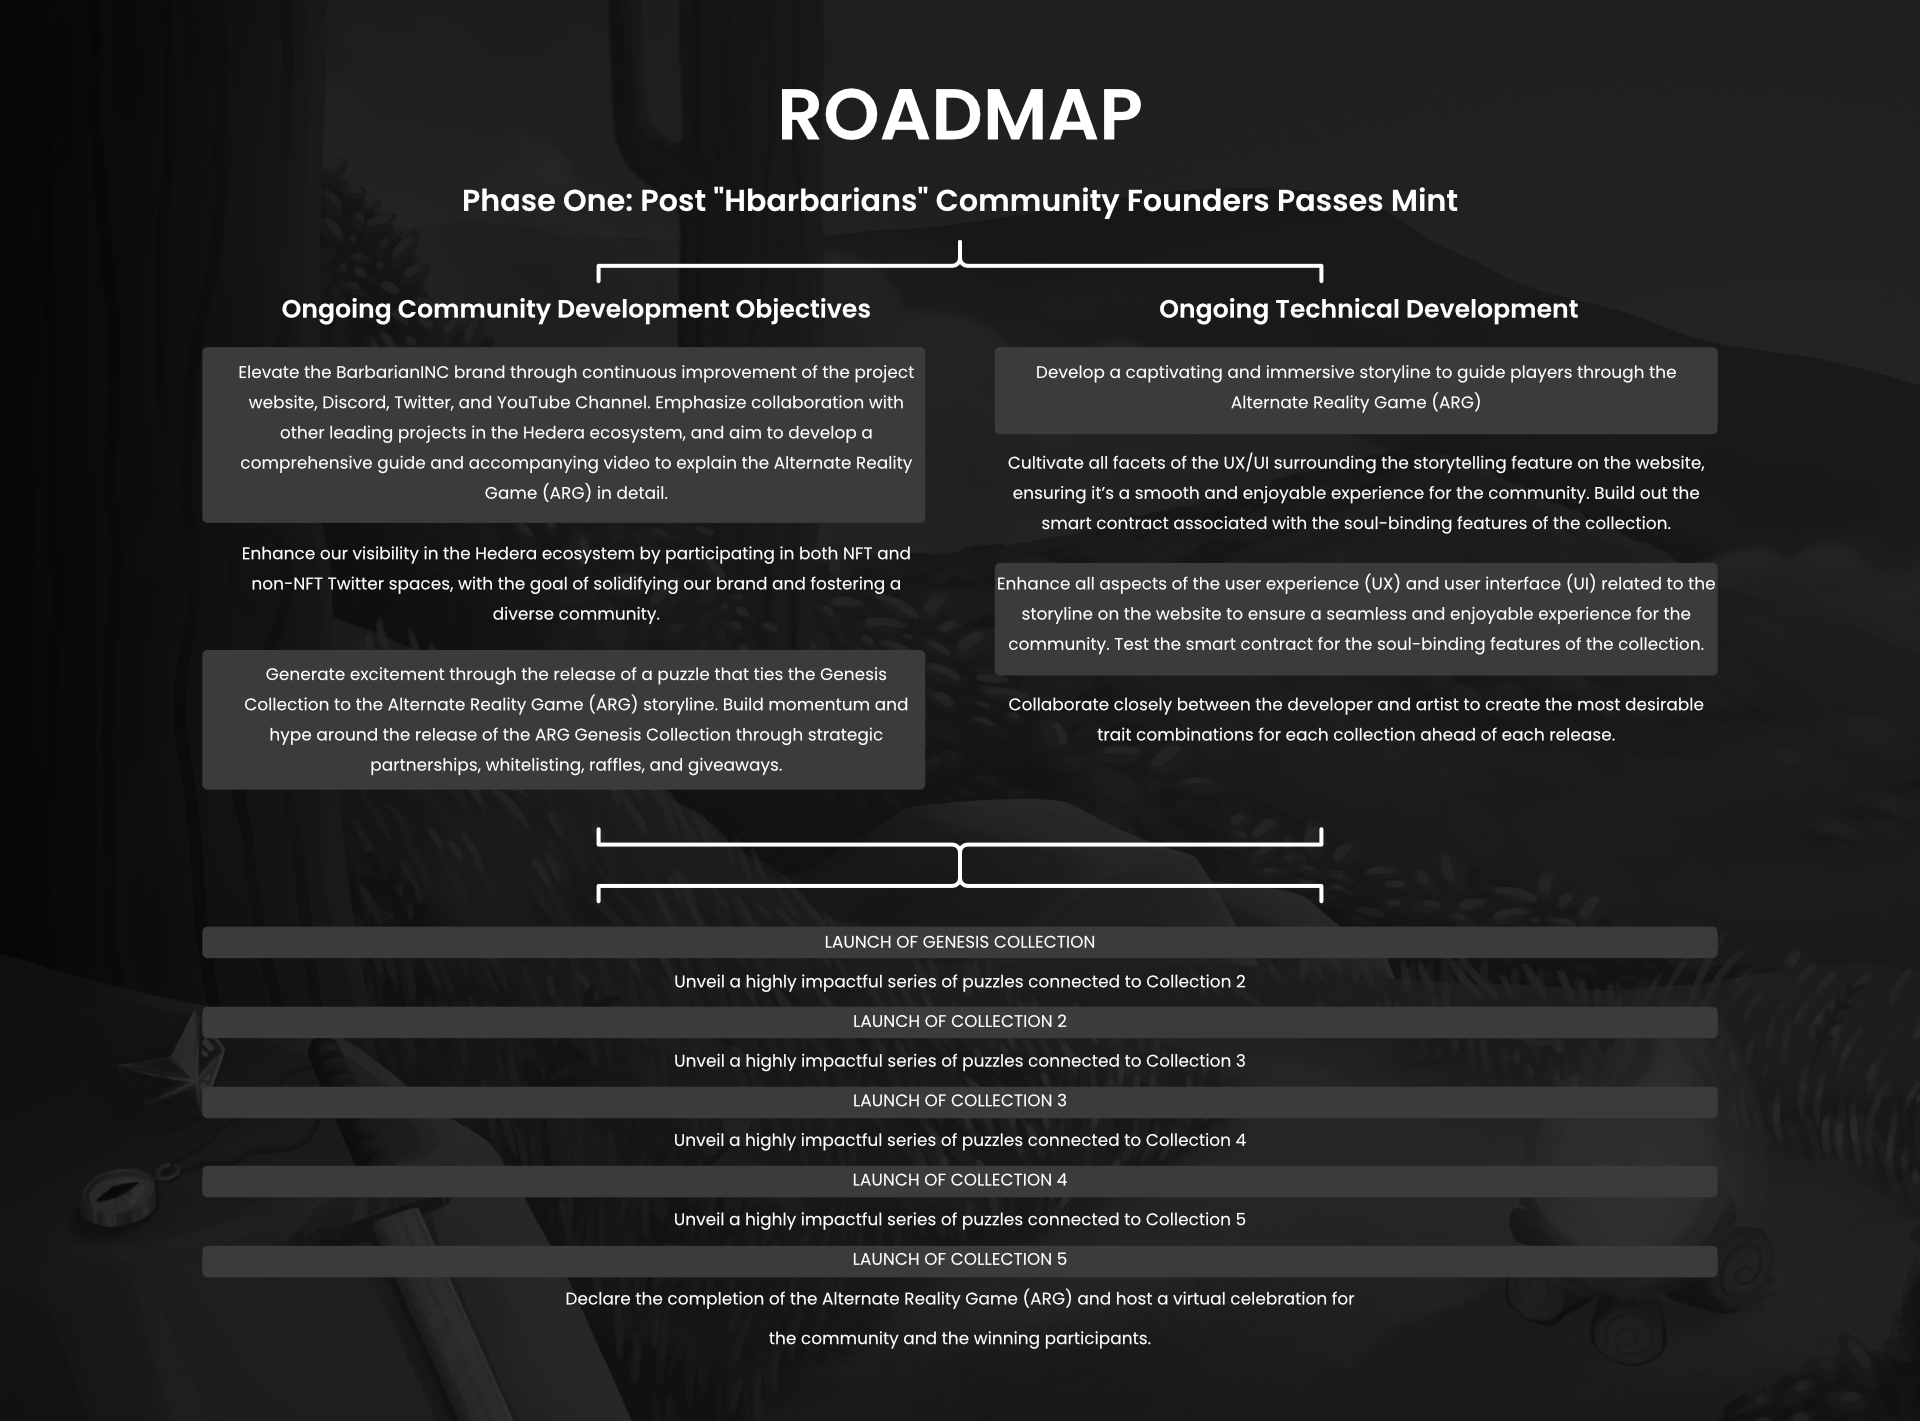 ROADMAP
Phase One: Post "Hbarbarians" Community Founders Passes Mint
Ongoing Community Development Objectives
Elevate the BarbarianINC brand through continuous improvement of the project
website, Discord, Twitter, and YouTube Channel. Emphasize collaboration with
other leading projects in the Hedera ecosystem, and aim to develop a
comprehensive guide and accompanying video to explain the Alternate Reality
Game (ARG) in detail.
Enhance our visibility in the Hedera ecosystem by participating in both NFT and
non-NFT Twitter spaces, with the goal of solidifying our brand and fostering a
diverse community.
Generate excitement through the release of a puzzle that ties the Genesis
Collection to the Alternate Reality Game (ARG) storyline. Build momentum and
hype around the release of the ARG Genesis Collection through strategic
partnerships, whitelisting, raffles, and giveaways.
Ongoing Technical Development
Develop a captivating and immersive storyline to guide players through the
Alternate Reality Game (ARG)
Cultivate all facets of the UX/UI surrounding the storytelling feature on the website,
ensuring it’s a smooth and enjoyable experience for the community. Build out the
smart contract associated with the soul-binding features of the collection.
Enhance all aspects of the user experience (UX) and user interface (UI) related to the
storyline on the website to ensure a seamless and enjoyable experience for the
community. Test the smart contract for the soul-binding features of the collection.
Collaborate closely between the developer and artist to create the most desirable
trait combinations for each collection ahead of each release.
LAUNCH OF GENESIS COLLECTION
Unveil a highly impactful series of puzzles connected to Collection 2
LAUNCH OF COLLECTION 2
Unveil a highly impactful series of puzzles connected to Collection 3
LAUNCH OF COLLECTION 3
Unveil a highly impactful series of puzzles connected to Collection 4
LAUNCH OF COLLECTION 4
Unveil a highly impactful series of puzzles connected to Collection 5
LAUNCH OF COLLECTION 5
Declare the completion of the Alternate Reality Game (ARG) and host a virtual celebration for
the community and the winning participants.